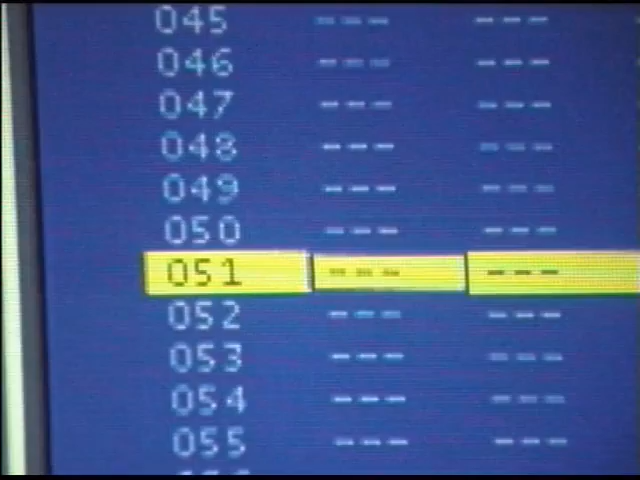 045 --- ---
046 --- ---
047 --- ---
048 --- ---
049 --- ---
050 --- ---
051 --- ---
052 --- ---
053 --- ---
054 --- ---
055 --- ---